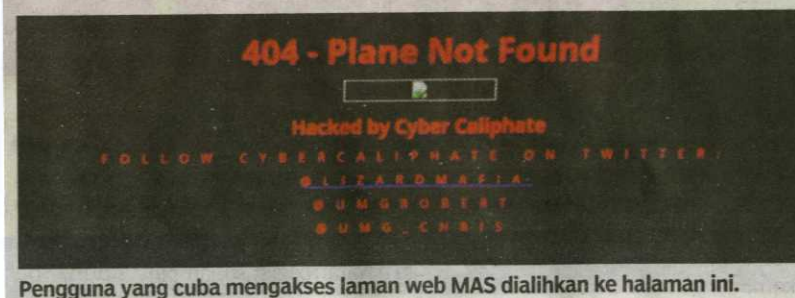 404 - Plane Not Found
Hacked by Cyber Caliphate
FOLLOW CYBERCALIPHATE ON TWITTER:
@LIZARDMAFIA
@UMGROBERT
@UMG_CHRIS
Pengguna yang cuba mengakses laman web MAS dialihkan ke halaman ini.